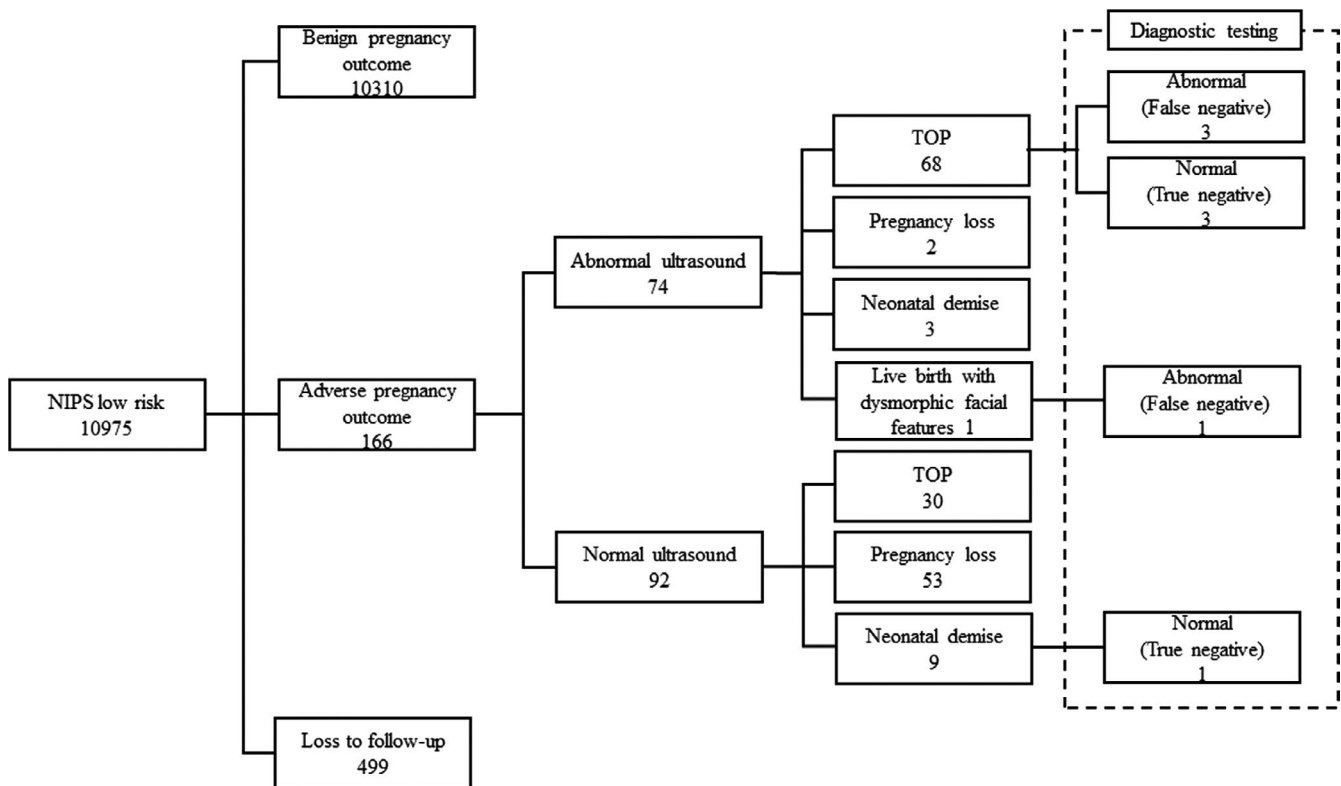 NIPS low risk
10975
Benign pregnancy
outcome
10310
Adverse pregnancy
outcome
166
Loss to follow-up
499
Abnormal ultrasound
74
Normal ultrasound
92
TOP
68
Pregnancy loss
2
Neonatal demise
3
Live birth with
dysmorphic facial
features 1
TOP
30
Pregnancy loss
53
Neonatal demise
9
Diagnostic testing
Abnormal
(False negative)
3
Normal
(True negative)
3
Abnormal
(False negative)
1
Normal
(True negative)
1